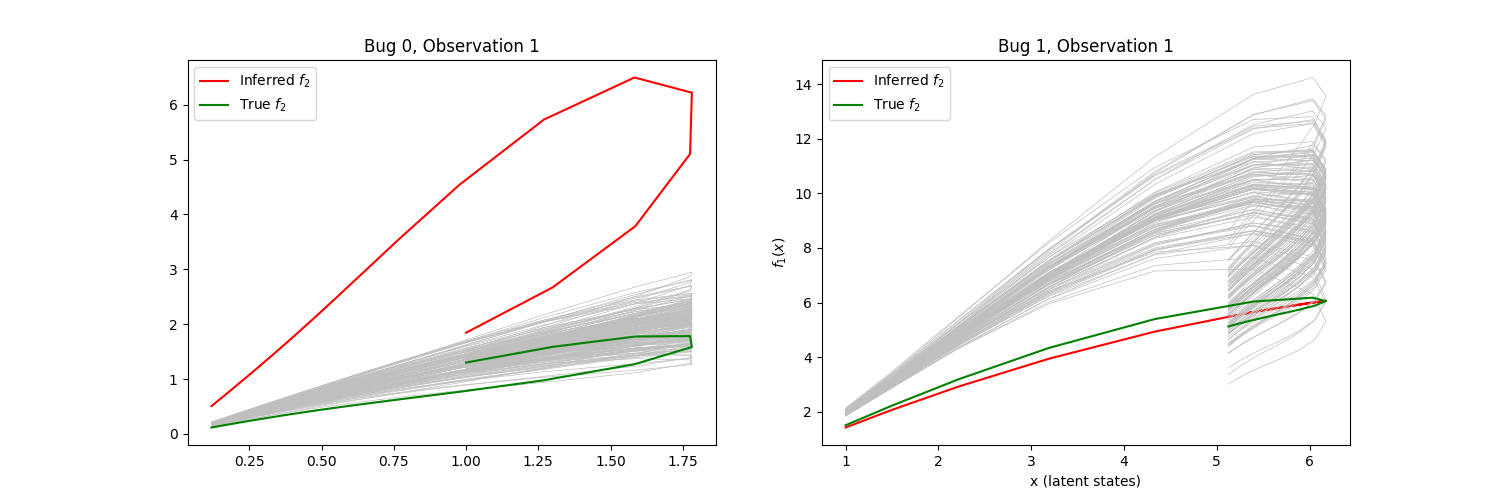 Bug 0, Observation 1
Inferred f₂
True f₂
6
5
4
3
2
1
0
0.25 0.50 0.75 1.00 1.25 1.50 1.75
Bug 1, Observation 1
Inferred f₂
True f₂
f₁(x)
14
12
10
8
6
4
2
1 2 3 4 5 6
x (latent states)